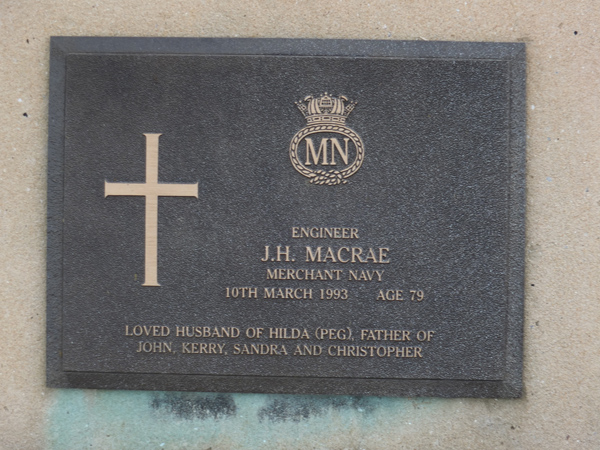 MN
ENGINEER
J.H. MACRAE
MERCHANT NAVY
10TH MARCH 1993 AGE 79
LOVED HUSBAND OF HILDA (PEG), FATHER OF
JOHN, KERRY, SANDRA AND CHRISTOPHER